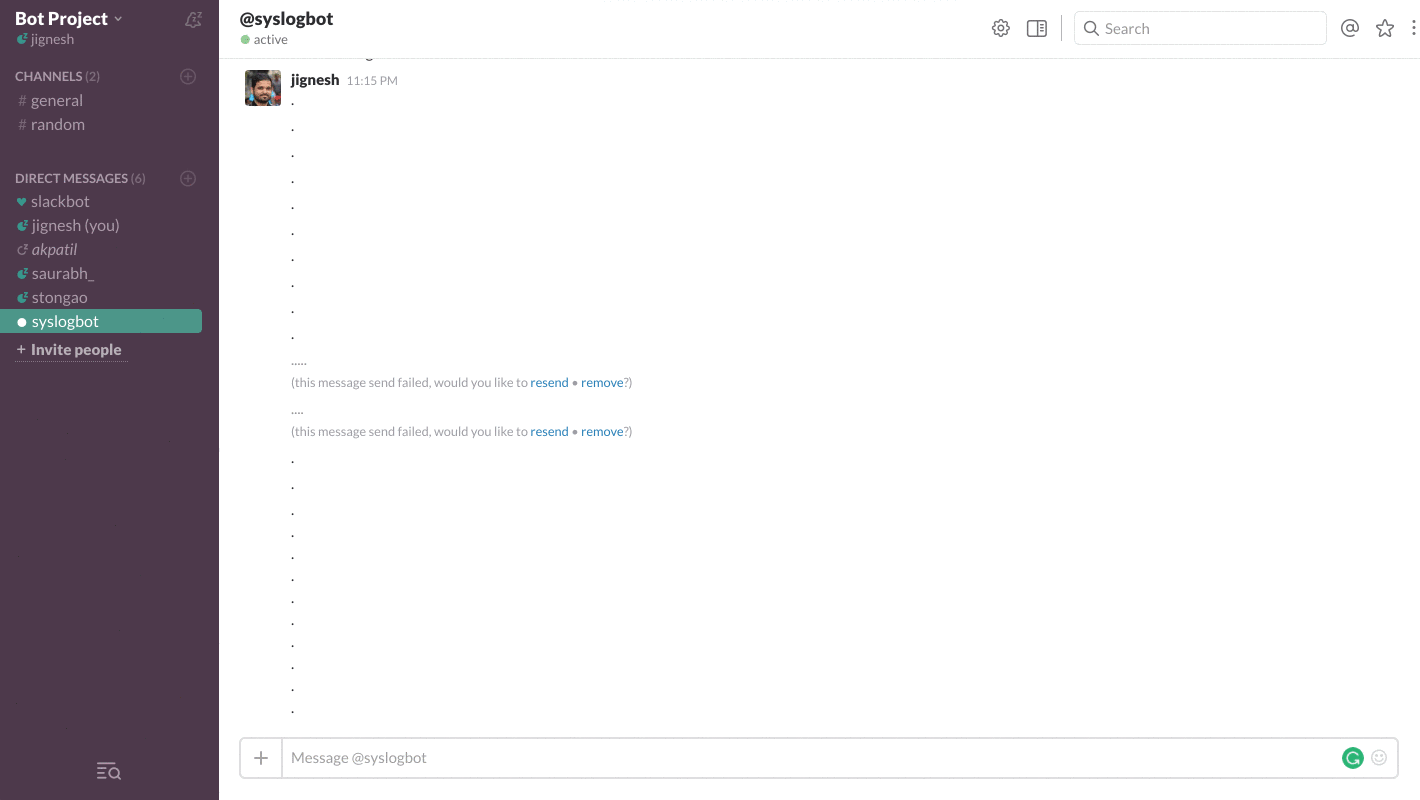 Bot Project
jignesh
CHANNELS (2)
# general
# random
DIRECT MESSAGES (6)
slackbot
jignesh (you)
akpatil
saurabh_
stongao
syslogbot
+ Invite people
@syslogbot
active
Search
jignesh 11:15 PM
.
.
.
.
.
.
.
.
.
.
.....
(this message send failed, would you like to resend • remove?)
....
(this message send failed, would you like to resend • remove?)
.
.
.
.
.
.
.
.
.
.
.
.
Message @syslogbot